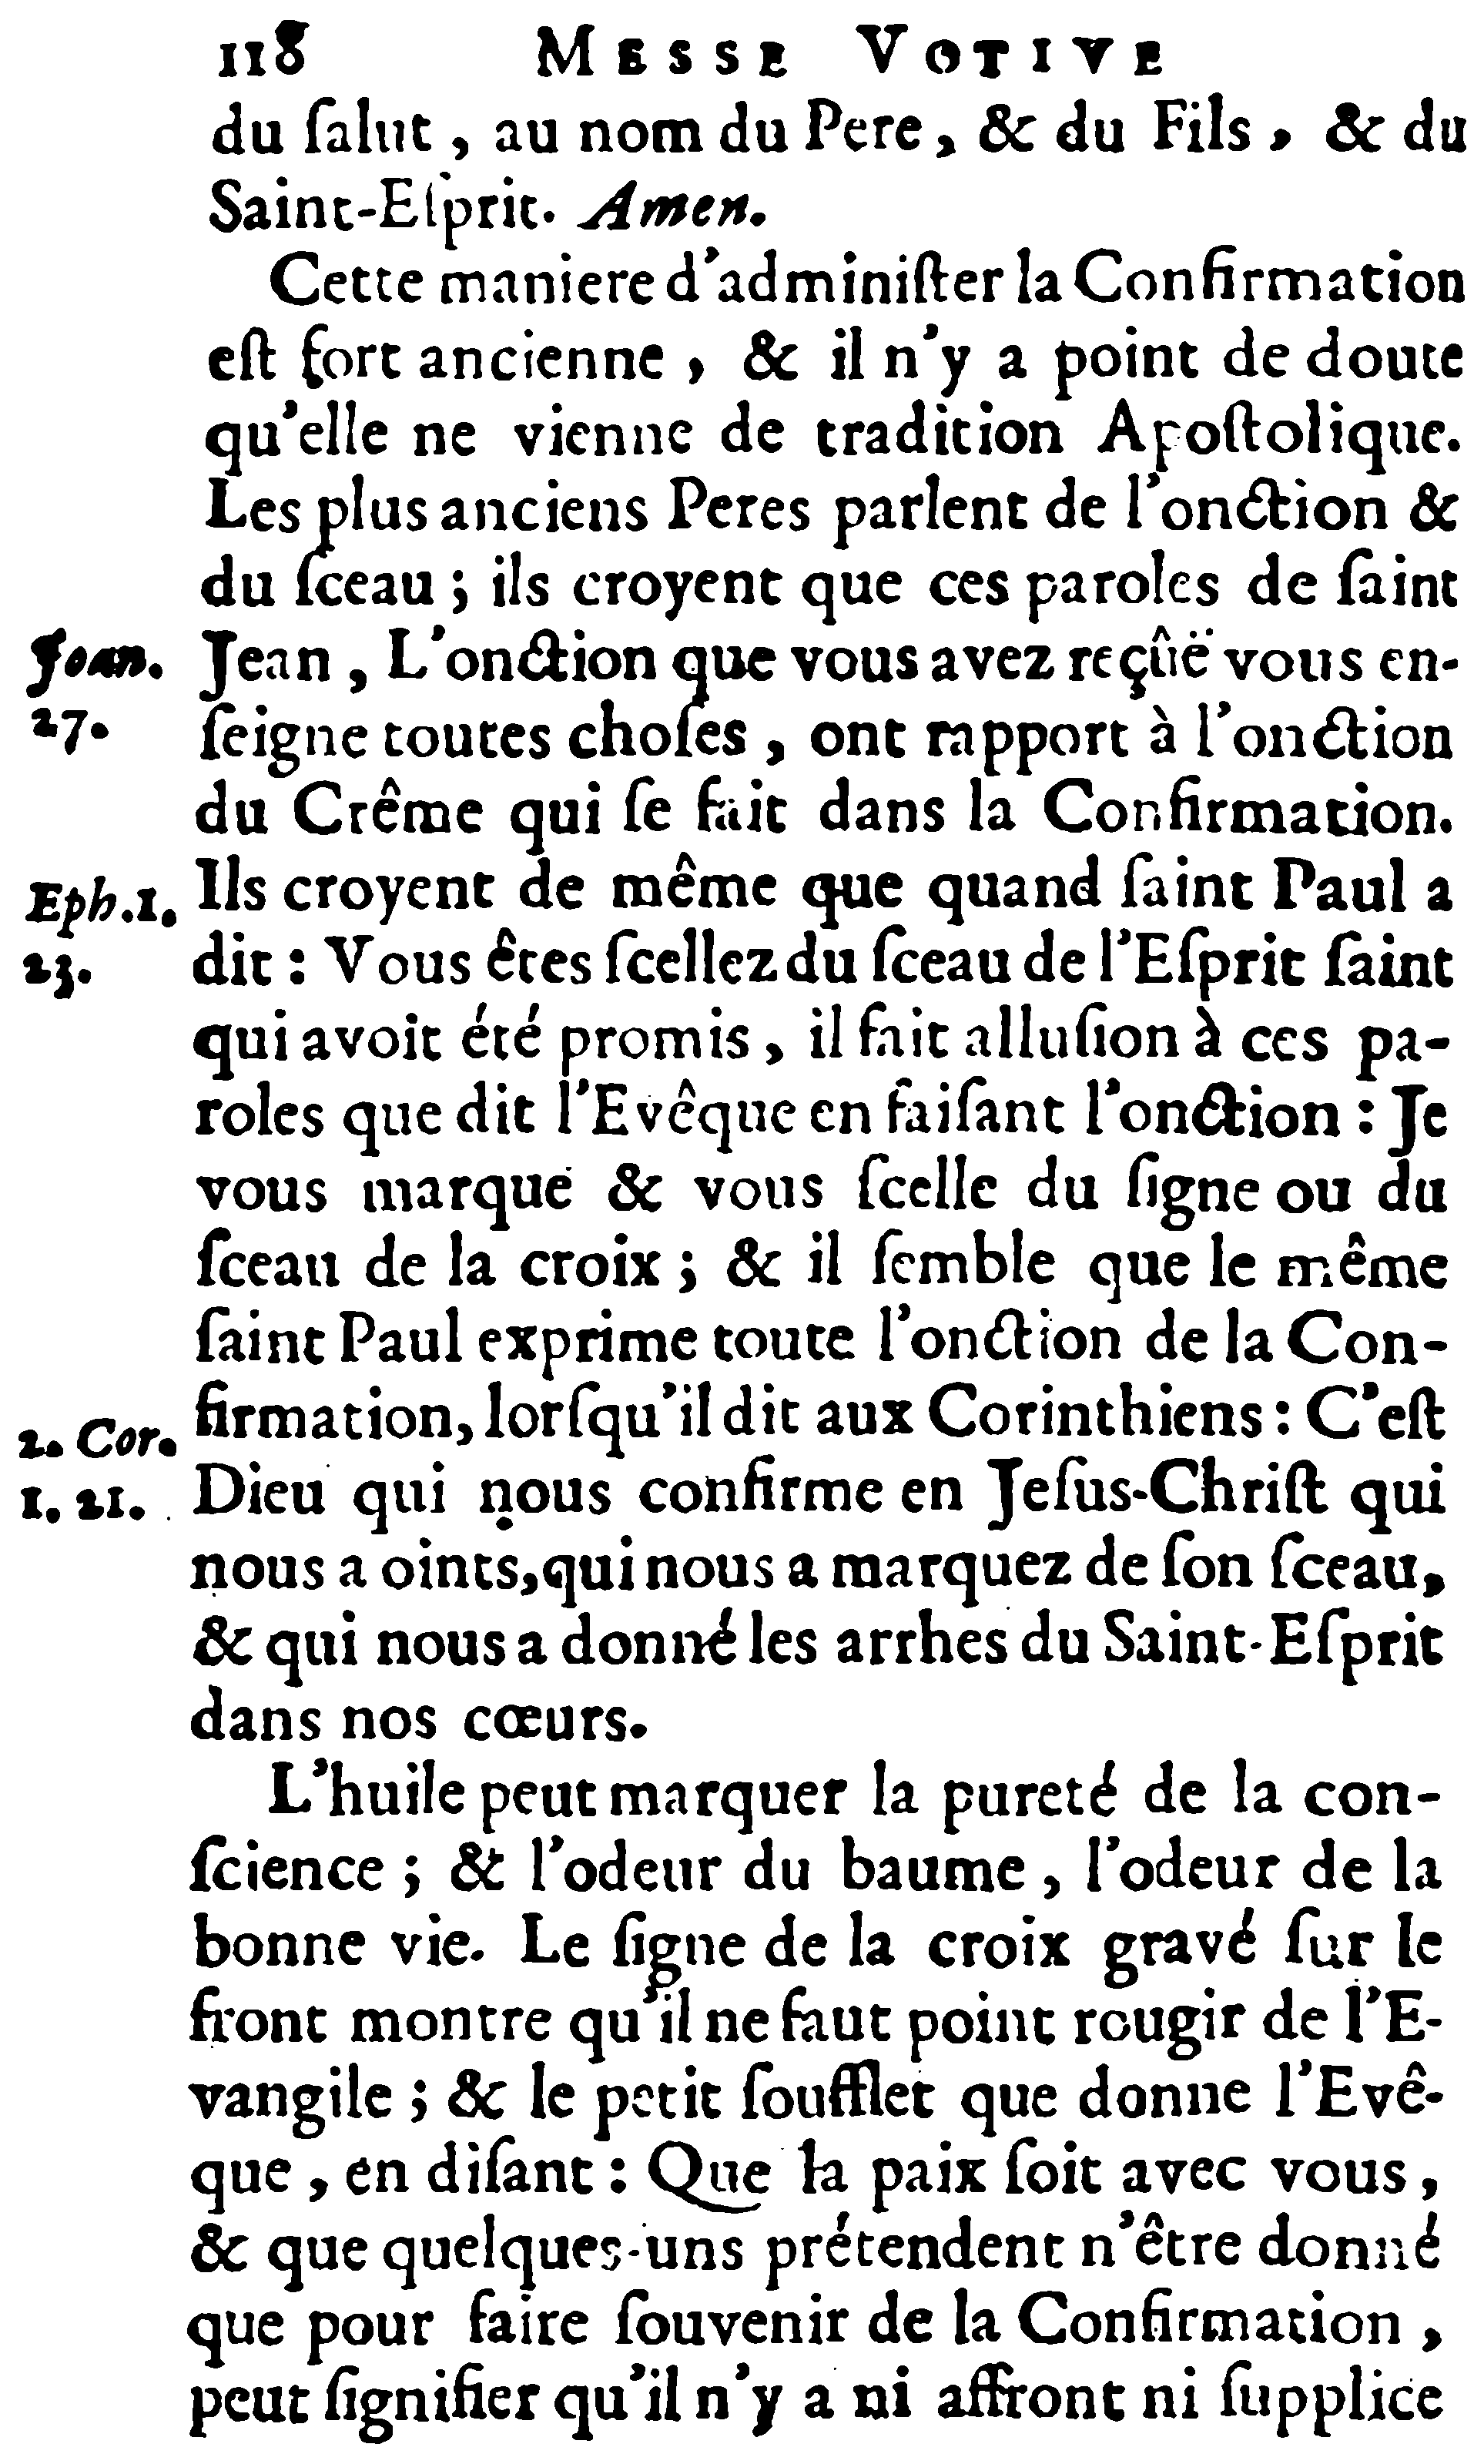 118 MESSE VOTIVE
du ſalut, au nom du Pere, & du Fils, & du
Saint-Eſprit. Amen.
Cette maniere d'adminiſter la Confirmation
eſt fort ancienne, & il n'y a point de doute
qu'elle ne vienne de tradition Apoſtolique.
Les plus anciens Peres parlent de l'onction &
du ſceau; ils croyent que ces paroles de ſaint
Joan. Jean, L'onction que vous avez reçûë vous en-
27. ſeigne toutes choſes, ont rapport à l'onction
du Crême qui ſe fait dans la Confirmation.
Eph. 1. Ils croyent de même que quand ſaint Paul a
23. dit: Vous êtes ſcellez du ſceau de l'Eſprit ſaint
qui avoit été promis, il fait alluſion à ces pa-
roles que dit l'Evêque en faiſant l'onction: Je
vous marque & vous ſcelle du ſigne ou du
ſceau de la croix; & il ſemble que le même
ſaint Paul exprime toute l'onction de la Con-
2. Cor. firmation, lorſqu'il dit aux Corinthiens: C'eſt
1. 21. Dieu qui nous confirme en Jeſus-Chriſt qui
nous a oints, qui nous a marquez de ſon ſceau,
& qui nous a donné les arrhes du Saint-Eſprit
dans nos cœurs.
L'huile peut marquer la pureté de la con-
ſcience; & l'odeur du baume, l'odeur de la
bonne vie. Le ſigne de la croix gravé ſur le
front montre qu'il ne faut point rougir de l'E-
vangile; & le petit ſoufflet que donne l'Evê-
que, en diſant: Que la paix ſoit avec vous,
& que quelques-uns prétendent n'être donné
que pour faire ſouvenir de la Confirmation,
peut ſignifier qu'il n'y a ni affront ni ſupplice